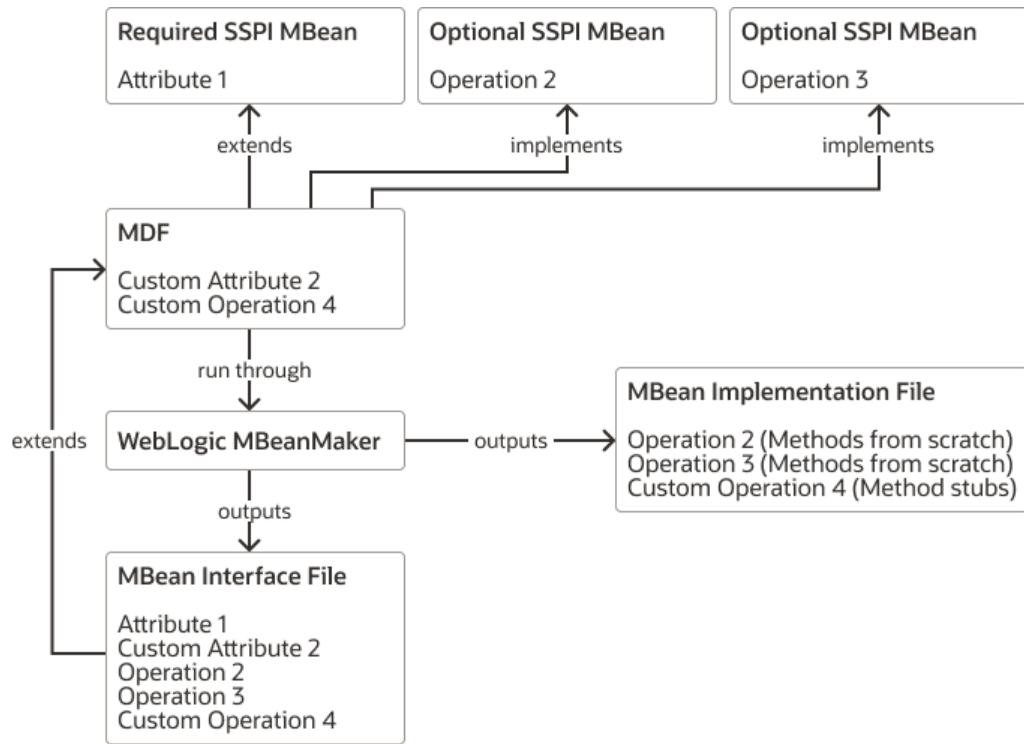 Required SSPI MBean
Attribute 1
Optional SSPI MBean
Operation 2
Optional SSPI MBean
Operation 3
extends
implements
implements
MDF
Custom Attribute 2
Custom Operation 4
run through
extends
WebLogic MBeanMaker
outputs
MBean Implementation File
Operation 2 (Methods from scratch)
Operation 3 (Methods from scratch)
Custom Operation 4 (Method stubs)
outputs
MBean Interface File
Attribute 1
Custom Attribute 2
Operation 2
Operation 3
Custom Operation 4